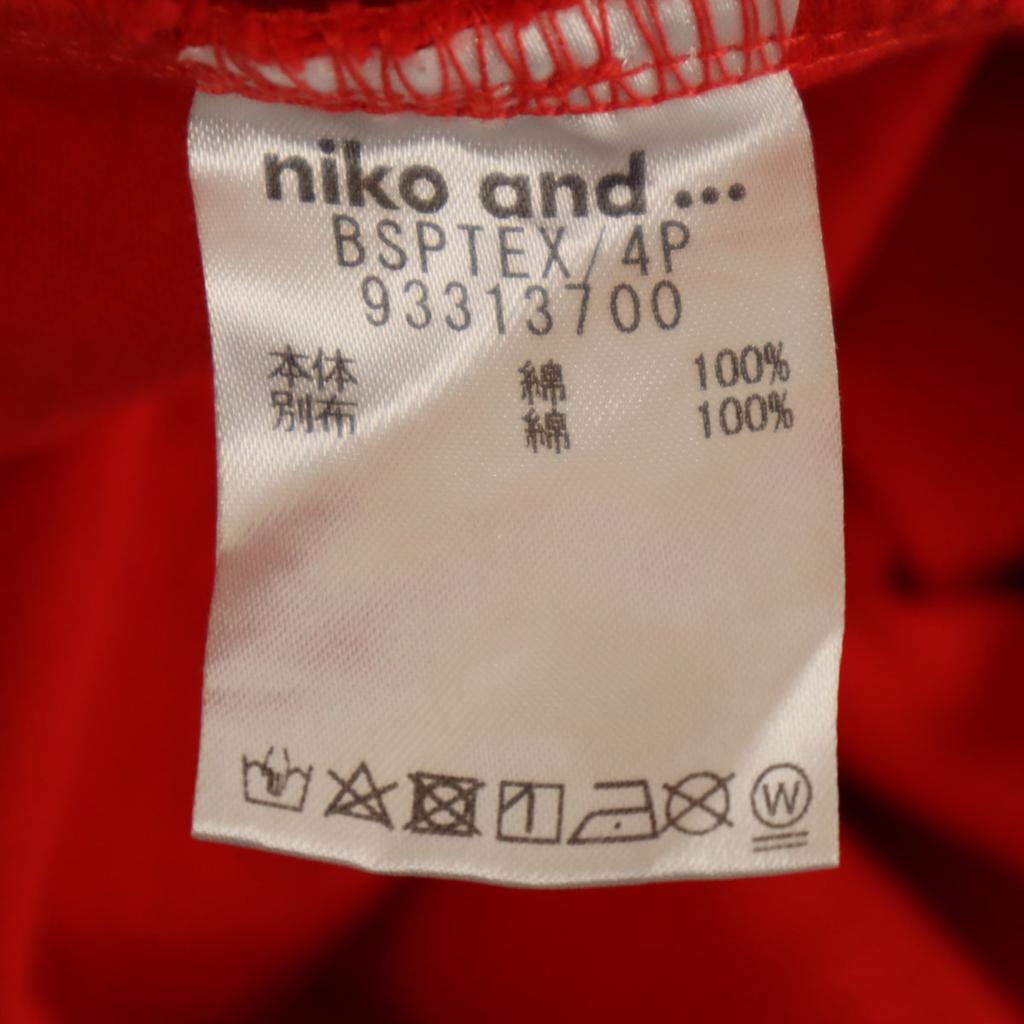 niko and ...
BSPTEX/4P
93313700
本体 綿 100%
別布 綿 100%
W